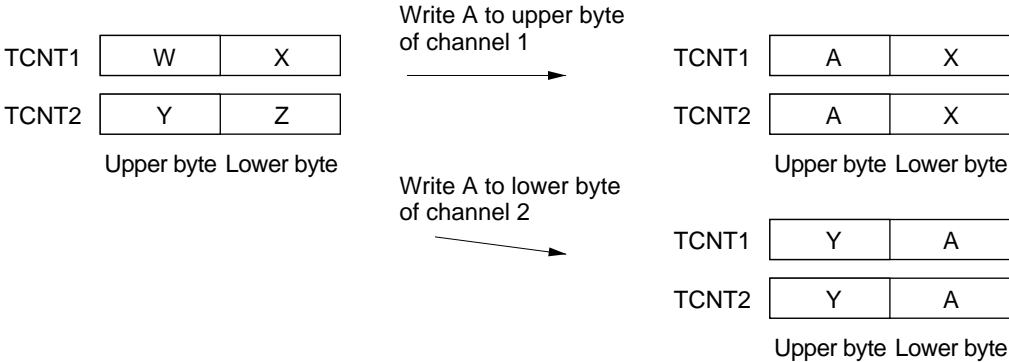 Write A to upper byte
of channel 1
TCNT1 W X
TCNT2 Y Z
Upper byte Lower byte
TCNT1 A X
TCNT2 A X
Upper byte Lower byte
Write A to lower byte
of channel 2
TCNT1 Y A
TCNT2 Y A
Upper byte Lower byte